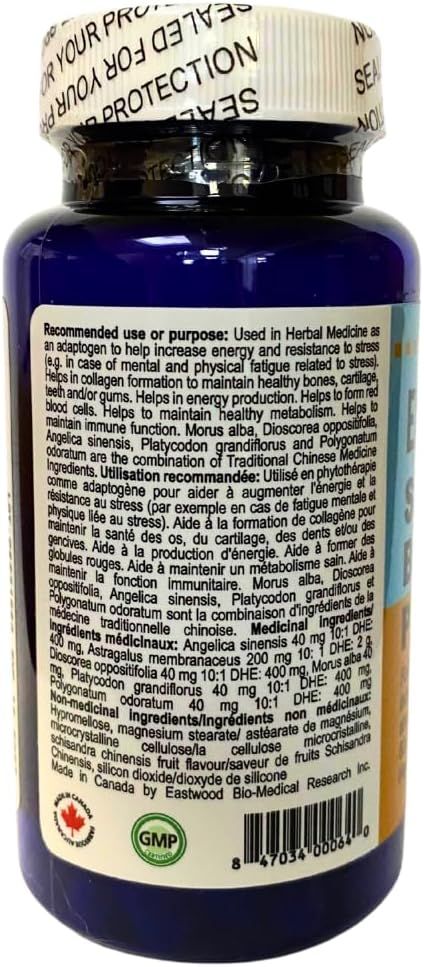 OR YOUR PROTE
SEALED FOR YOUR PR
PROTECTION
SEALED
SEAL
Recommended use or purpose: Used in Herbal Medicine as
an adaptogen to help increase energy and resistance to stress
(e.g. in case of mental and physical fatigue related to stress).
Helps in collagen formation to maintain healthy bones, cartilage,
teeth and/or gums. Helps in energy production. Helps to form red
blood cells. Helps to maintain healthy metabolism. Helps to
maintain immune function. Morus alba, Dioscorea oppositifolia,
Angelica sinensis, Platycodon grandiflorus and Polygonatum
odoratum are the combination of Traditional Chinese Medicine
Ingredients. Utilisation recommandée: Utilisé en phytothérapie
comme adaptogène pour aider à augmenter l'énergie et la
résistance au stress (par exemple en cas de fatigue mentale et
physique liée au stress). Aide à la formation de collagène pour
maintenir la santé des os, du cartilage, des dents et/ou des
gencives. Aide à la production d'énergie. Aide à former des
globules rouges. Aide à maintenir un métabolisme sain. Aide à
maintenir la fonction immunitaire. Morus alba, Dioscorea
oppositifolia, Angelica sinensis, Platycodon grandiflorus et
Polygonatum odoratum sont la combinaison d'ingrédients de la
médecine traditionnelle chinoise. Medicinal Ingredients/
Ingrédients médicinaux: Angelica sinensis 40 mg 10:1 DHE:
400 mg, Astragalus membranaceus 200 mg 10: 1 DHE: 2 g,
Dioscorea oppositifolia 40 mg 10:1 DHE: 400 mg, Morus alba 40
mg, Platycodon grandiflorus 40 mg 10:1 DHE: 400 mg,
Polygonatum odoratum 40 mg 10:1 DHE: 400 mg
Non-medicinal Ingredients/Ingrédients non médicinaux:
Hypromellose, magnesium stearate/ astéarate de magnésium,
microcrystalline cellulose/la cellulose microcristalline,
schisandra chinensis fruit flavour/saveur de fruits Schisandra
Chinensis, silicon dioxide/dioxyde de silicone
Made in Canada by Eastwood Bio-Medical Research Inc.
MADE IN CANADA
GMP
CERTIFIED
8 47034 00064 0